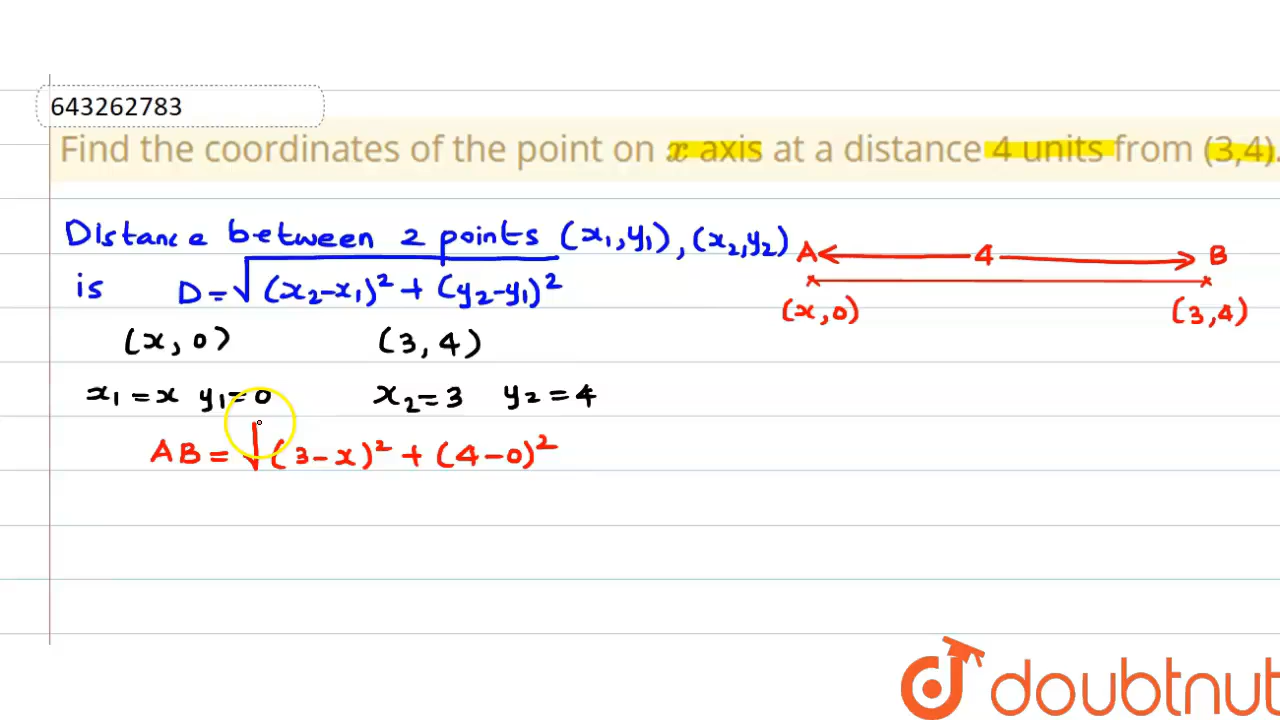 643262783
Find the coordinates of the point on x axis at a distance 4 units from (3,4).
Distance between 2 points (x₁,y₁), (x₂,y₂)
is D=√(x₂-x₁)²+(y₂-y₁)²
A 4 B
(x,0) (3,4)
(x,0) (3,4)
x₁=x y₁=0 x₂=3 y₂=4
AB=√(3-x)²+(4-0)²
doubtnut